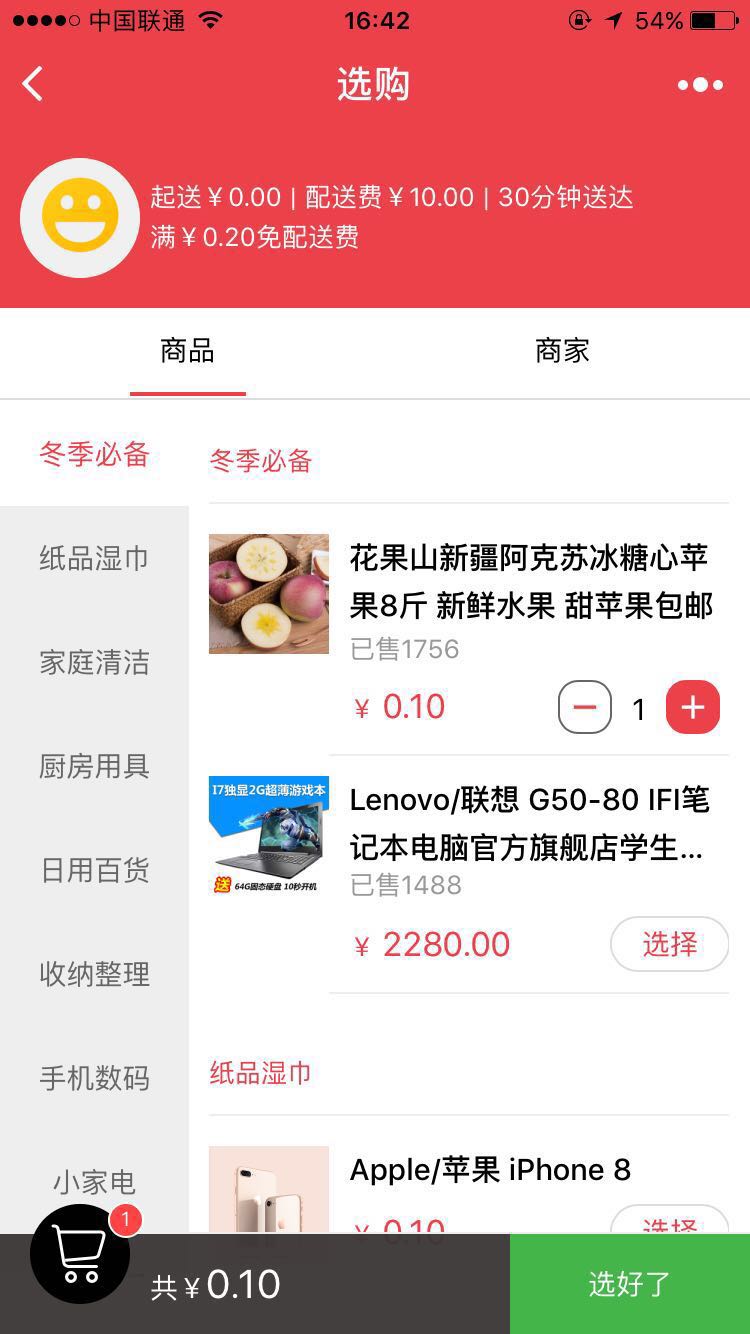 中国联通
16:42
54%
选购
起送￥0.00 | 配送费￥10.00 | 30分钟送达
满￥0.20免配送费
商品
商家
冬季必备
纸品湿巾
家庭清洁
厨房用具
日用百货
收纳整理
手机数码
小家电
冬季必备
花果山新疆阿克苏冰糖心苹
果8斤 新鲜水果 甜苹果包邮
已售1756
￥ 0.10
1
I7独显2G超薄游戏本
送 64G固态硬盘 10秒开机
Lenovo/联想 G50-80 IFI笔
记本电脑官方旗舰店学生...
已售1488
￥ 2280.00
选择
纸品湿巾
Apple/苹果 iPhone 8
￥ 0.10
选择
1
共￥0.10
选好了